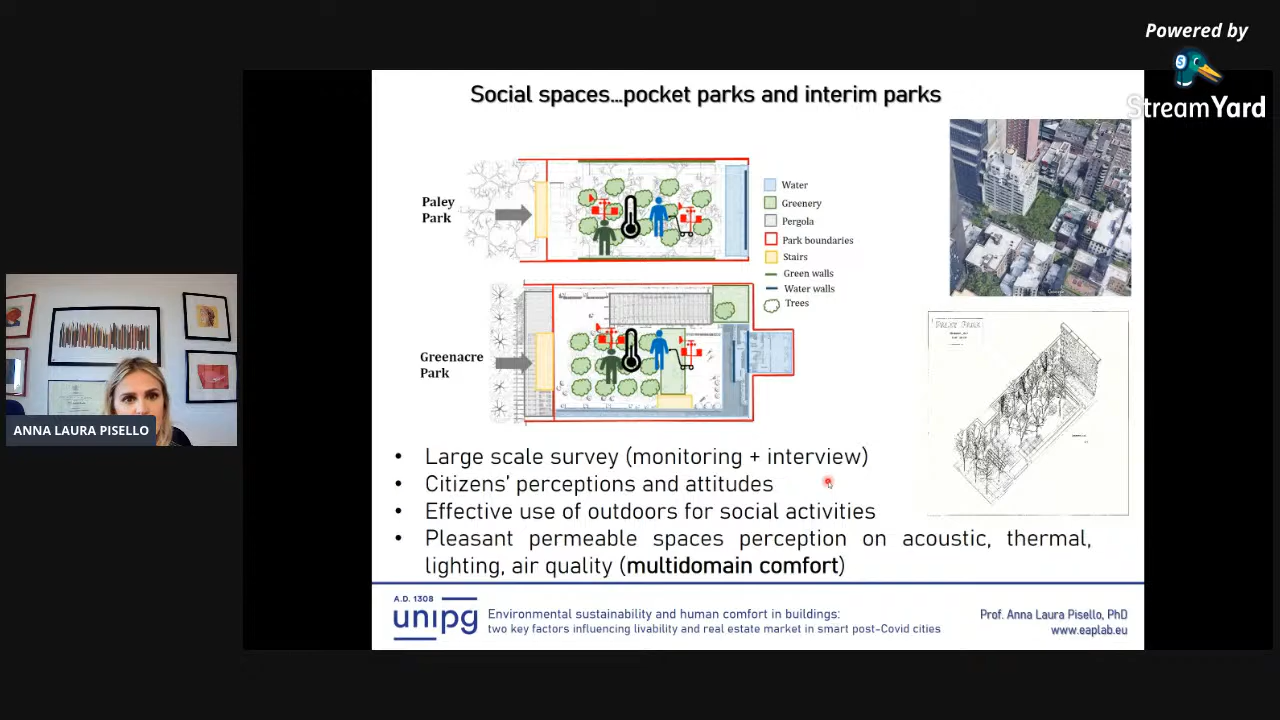 Powered by
StreamYard
Social spaces...pocket parks and interim parks
Paley
Park
Water
Greenery
Pergola
Park boundaries
Stairs
Green walls
Water walls
Trees
Greenacre
Park
PALEY PARK
ANNA LAURA PISELLO
• Large scale survey (monitoring + interview)
• Citizens' perceptions and attitudes
• Effective use of outdoors for social activities
• Pleasant permeable spaces perception on acoustic, thermal,
lighting, air quality (multidomain comfort)
A.D. 1308
unipg
Environmental sustainability and human comfort in buildings:
two key factors influencing livability and real estate market in smart post-Covid cities
Prof. Anna Laura Pisello, PhD
www.eaplab.eu